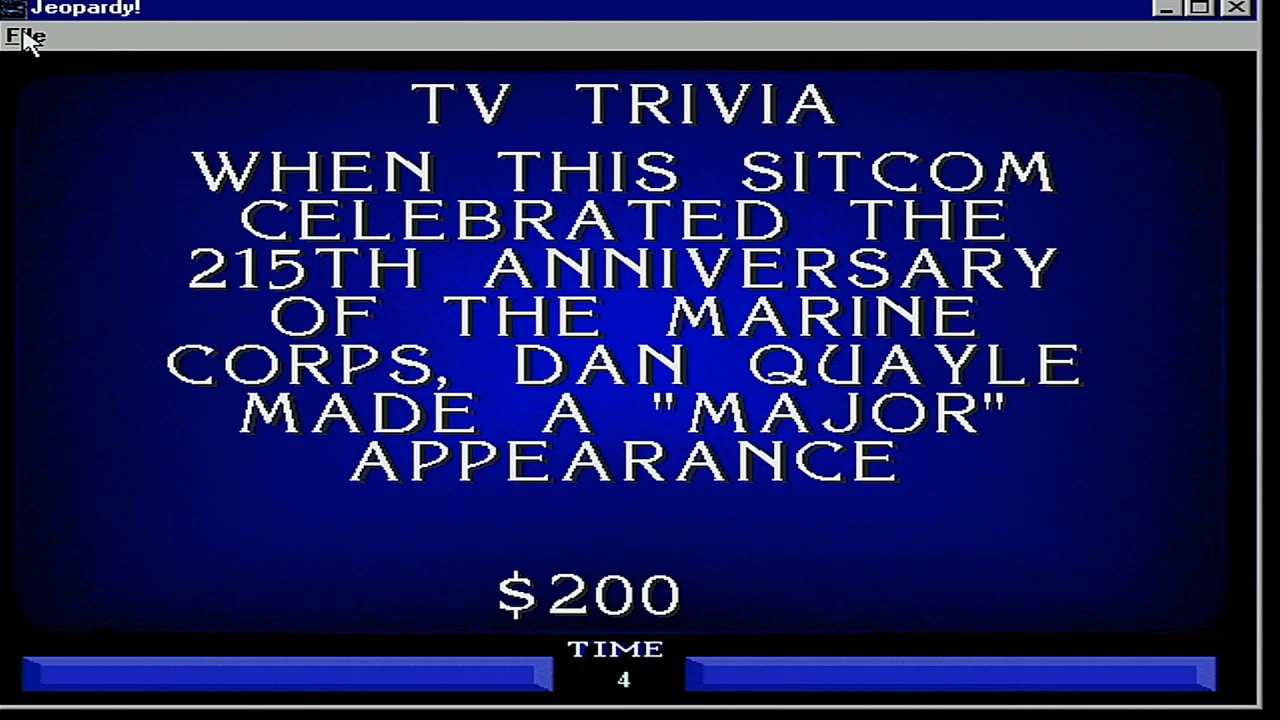 Jeopardy!
File
TV TRIVIA
WHEN THIS SITCOM
CELEBRATED THE
215TH ANNIVERSARY
OF THE MARINE
CORPS, DAN QUAYLE
MADE A "MAJOR"
APPEARANCE
$200
TIME
4